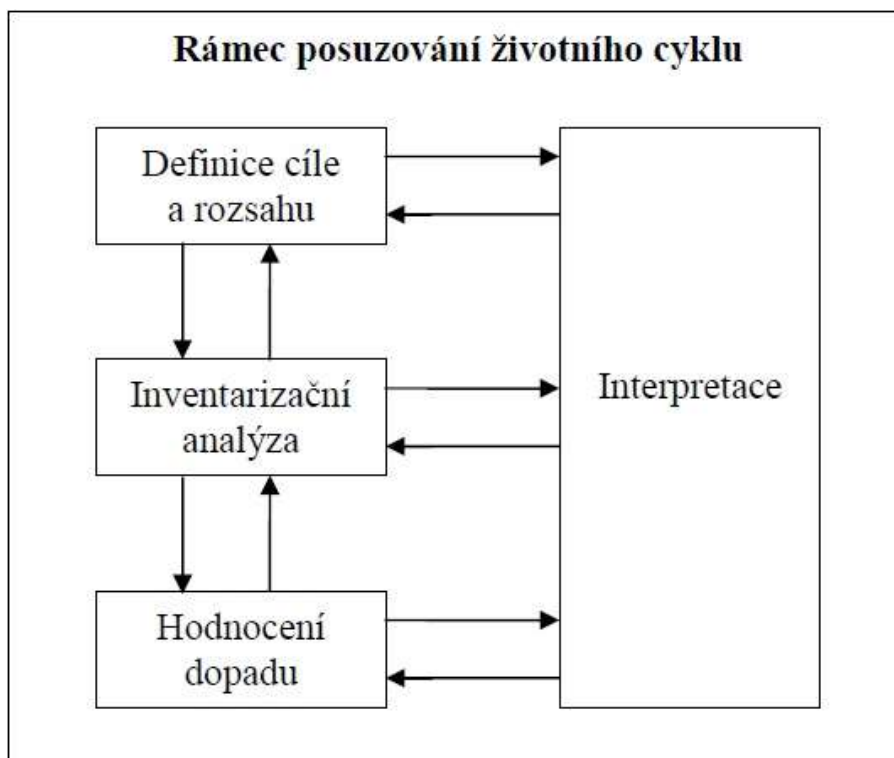 Rámec posuzování životního cyklu
Definice cíle
a rozsahu
Inventarizační
analýza
Interpretace
Hodnocení
dopadu